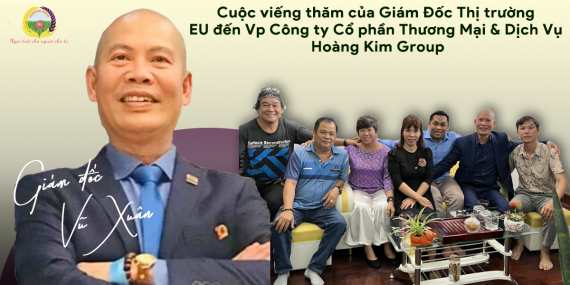 Cuộc viếng thăm của Giám Đốc Thị trường
EU đến Vp Công ty Cổ phần Thương Mại & Dịch Vụ
Hoàng Kim Group
Giám đốc
Vũ Xuân